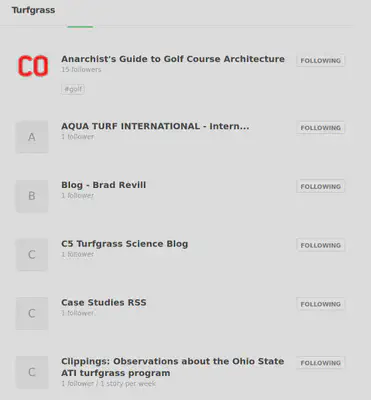 Turfgrass
CO
Anarchist's Guide to Golf Course Architecture
FOLLOWING
15 followers
#golf
A
AQUA TURF INTERNATIONAL - Intern...
FOLLOWING
1 follower
B
Blog - Brad Revill
FOLLOWING
1 follower
C
C5 Turfgrass Science Blog
FOLLOWING
1 follower
C
Case Studies RSS
FOLLOWING
1 follower
C
Clippings: Observations about the Ohio State
ATI turfgrass program
FOLLOWING
1 follower / 1 story per week